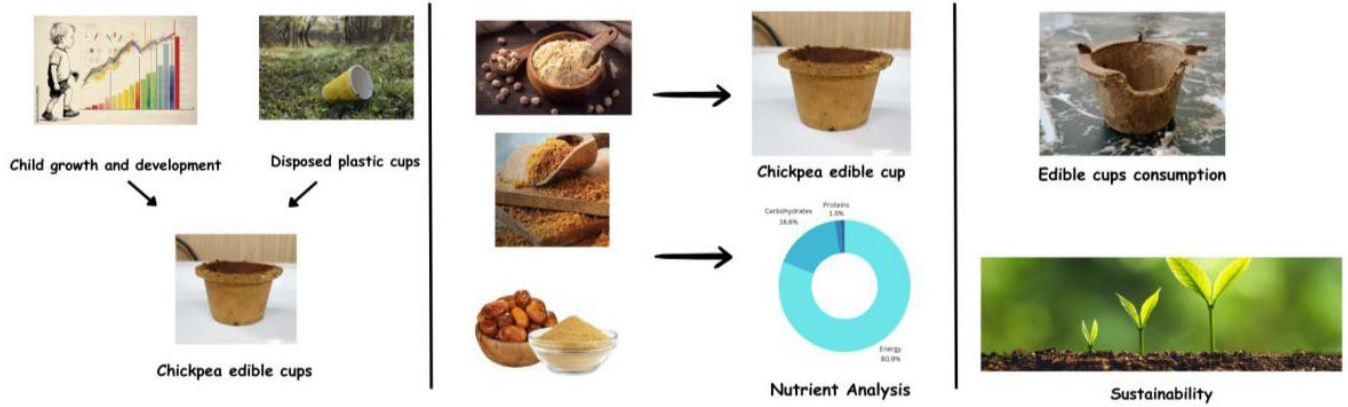 Child growth and development
Disposed plastic cups
Chickpea edible cups
Chickpea edible cup
Proteins
1.5%
Carbohydrates
16.6%
Energy
80.9%
Nutrient Analysis
Edible cups consumption
Sustainability